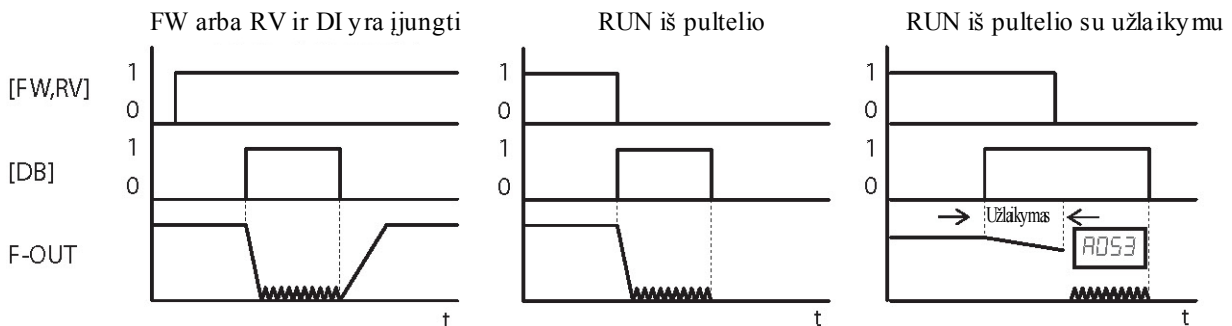 FW arba RV ir DI yra įjungti
RUN iš pultelio
RUN iš pultelio su užlaikymu
[FW,RV]
1
0
1
0
1
0
[DB]
1
0
1
0
1
0
F-OUT
Užlaikymas
A053
t
t
t